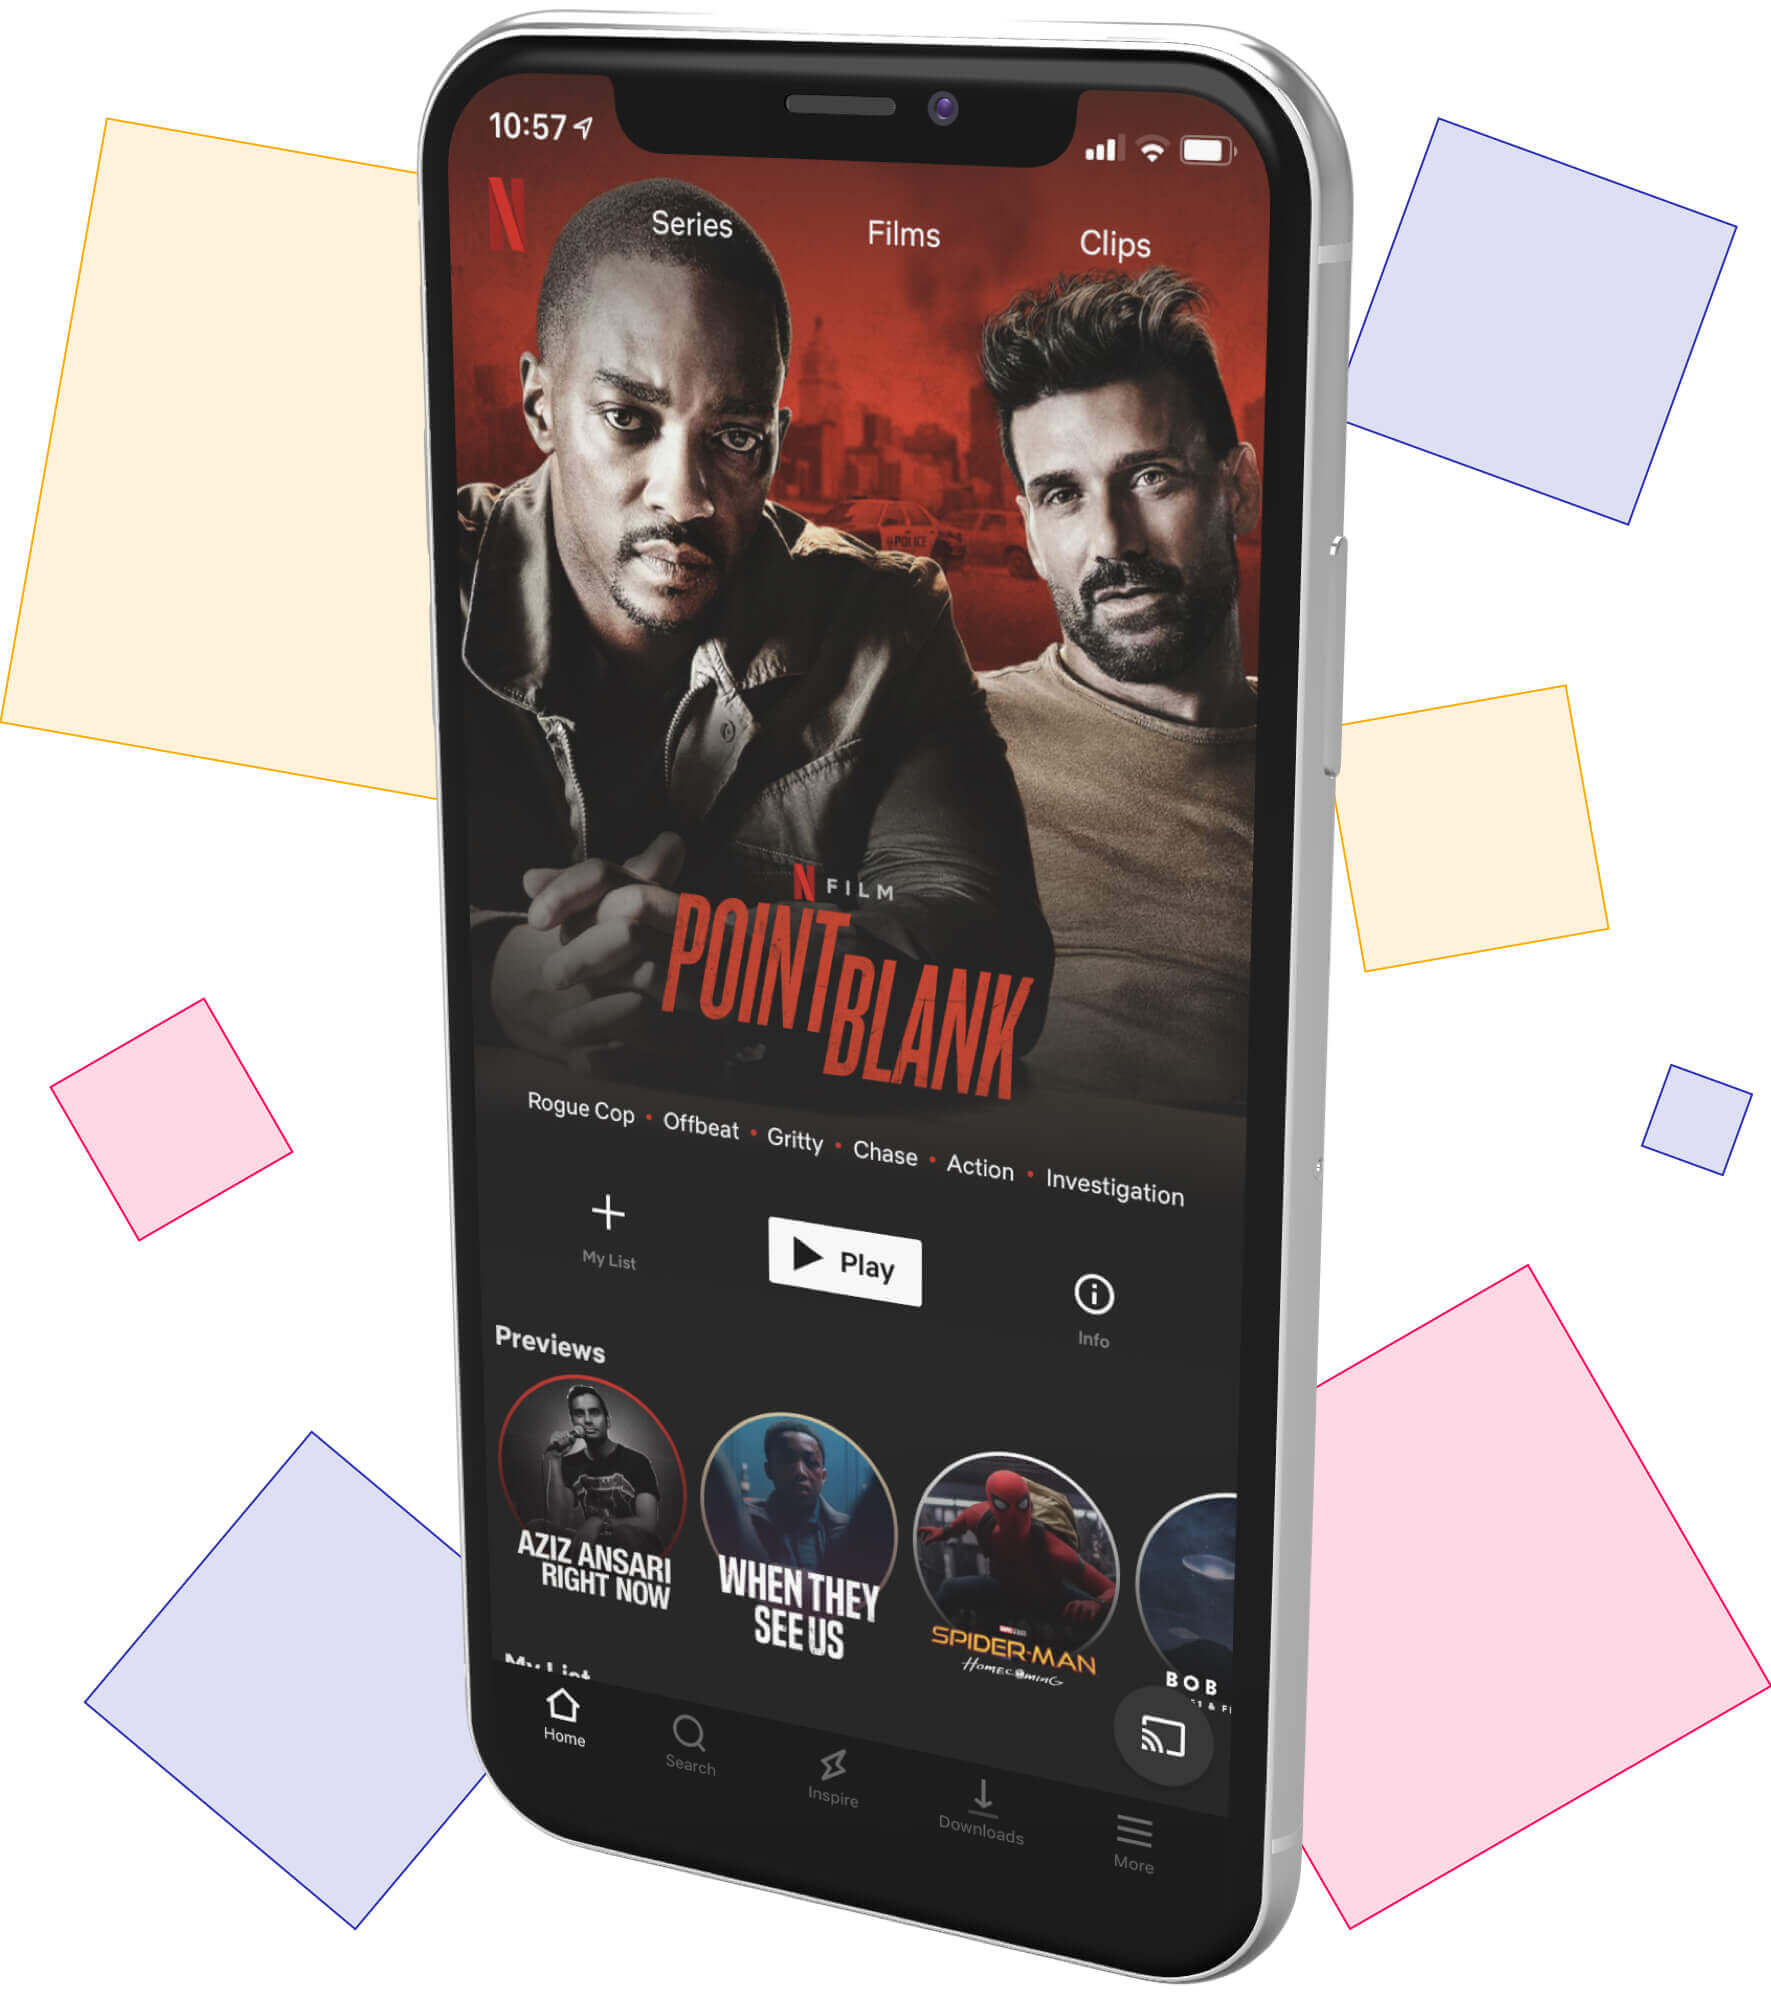 10:57
N
Series
Films
Clips
POLICE
N FILM
POINT
BLANK
Rogue Cop • Offbeat • Gritty • Chase • Action • Investigation
My List
Play
Info
Previews
AZIZ ANSARI
RIGHT NOW
WHEN THEY
SEE US
SPIDER-MAN
HOMECOMING
BOB
My List
Home
Search
Inspire
Downloads
More